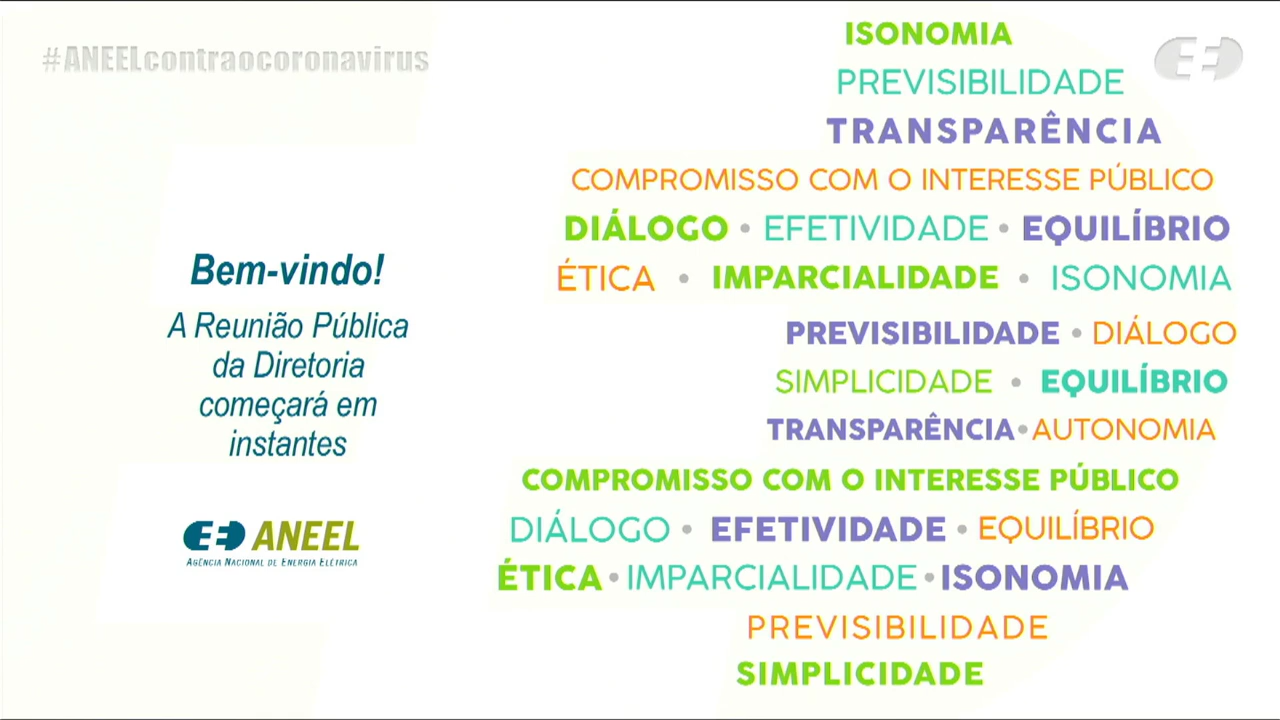 #ANEELcontraocoronavirus
Bem-vindo!
A Reunião Pública
da Diretoria
começará em
instantes
ANEEL
AGÊNCIA NACIONAL DE ENERGIA ELÉTRICA
ISONOMIA
PREVISIBILIDADE
TRANSPARÊNCIA
COMPROMISSO COM O INTERESSE PÚBLICO
DIÁLOGO • EFETIVIDADE • EQUILÍBRIO
ÉTICA • IMPARCIALIDADE • ISONOMIA
PREVISIBILIDADE • DIÁLOGO
SIMPLICIDADE • EQUILÍBRIO
TRANSPARÊNCIA • AUTONOMIA
COMPROMISSO COM O INTERESSE PÚBLICO
DIÁLOGO • EFETIVIDADE • EQUILÍBRIO
ÉTICA • IMPARCIALIDADE • ISONOMIA
PREVISIBILIDADE
SIMPLICIDADE